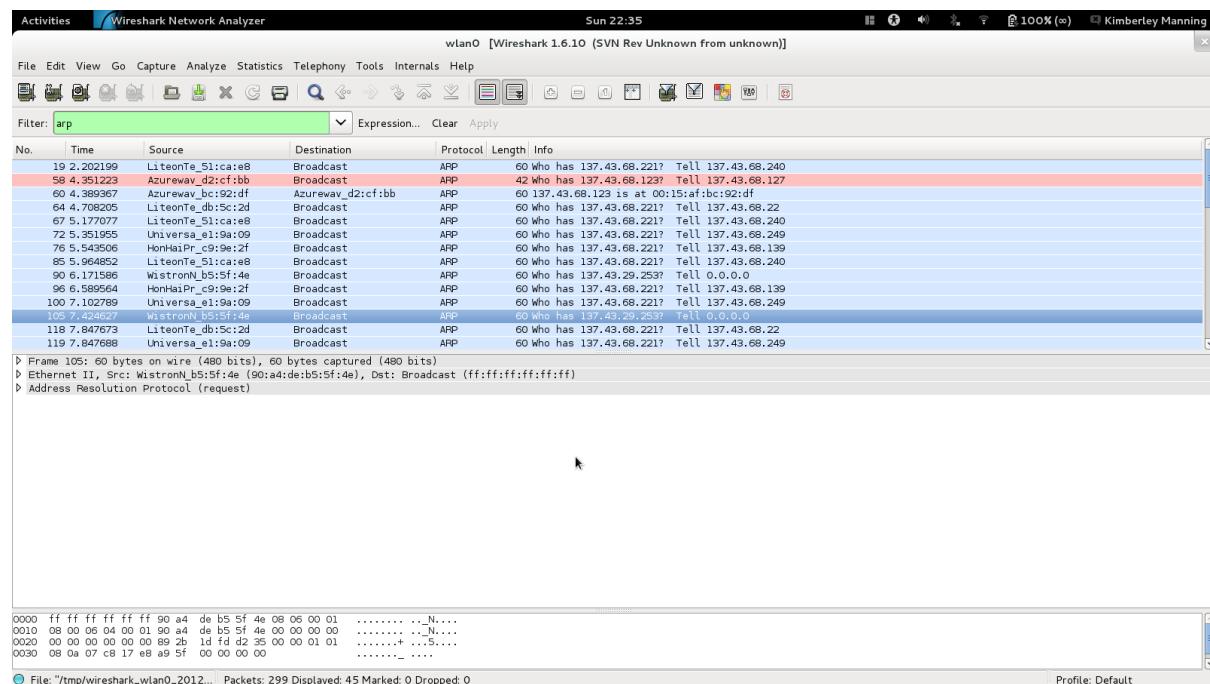 Activities Wireshark Network Analyzer Sun 22:35 100% (∞) Kimberley Manning
wlan0 [Wireshark 1.6.10 (SVN Rev Unknown from unknown)]
File Edit View Go Capture Analyze Statistics Telephony Tools Internals Help
Filter: arp Expression... Clear Apply
No. Time Source Destination Protocol Length Info
19 2.202199 LiteonTe_51:ca:e8 Broadcast ARP 60 Who has 137.43.68.221? Tell 137.43.68.240
58 4.351223 Azurewav_d2:cf:bb Broadcast ARP 42 Who has 137.43.68.123? Tell 137.43.68.127
60 4.389367 Azurewav_bc:92:df Azurewav_d2:cf:bb ARP 60 137.43.68.123 is at 00:15:af:bc:92:df
64 4.708205 LiteonTe_db:5c:2d Broadcast ARP 60 Who has 137.43.68.221? Tell 137.43.68.22
67 5.177077 LiteonTe_51:ca:e8 Broadcast ARP 60 Who has 137.43.68.221? Tell 137.43.68.240
72 5.351955 Universa_e1:9a:09 Broadcast ARP 60 Who has 137.43.68.221? Tell 137.43.68.249
76 5.543506 HonHaiPr_c9:9e:2f Broadcast ARP 60 Who has 137.43.68.221? Tell 137.43.68.139
85 5.964852 LiteonTe_51:ca:e8 Broadcast ARP 60 Who has 137.43.68.221? Tell 137.43.68.240
90 6.171586 WistronN_b5:5f:4e Broadcast ARP 60 Who has 137.43.29.253? Tell 0.0.0.0
96 6.589564 HonHaiPr_c9:9e:2f Broadcast ARP 60 Who has 137.43.68.221? Tell 137.43.68.139
100 7.102789 Universa_e1:9a:09 Broadcast ARP 60 Who has 137.43.68.221? Tell 137.43.68.249
105 7.424627 WistronN_b5:5f:4e Broadcast ARP 60 Who has 137.43.29.253? Tell 0.0.0.0
118 7.847673 LiteonTe_db:5c:2d Broadcast ARP 60 Who has 137.43.68.221? Tell 137.43.68.22
119 7.847688 Universa_e1:9a:09 Broadcast ARP 60 Who has 137.43.68.221? Tell 137.43.68.249
Frame 105: 60 bytes on wire (480 bits), 60 bytes captured (480 bits)
Ethernet II, Src: WistronN_b5:5f:4e (90:a4:de:b5:5f:4e), Dst: Broadcast (ff:ff:ff:ff:ff:ff)
Address Resolution Protocol (request)
0000 ff ff ff ff ff ff 90 a4 de b5 5f 4e 08 06 00 01 ........ .._N....
0010 08 00 06 04 00 01 90 a4 de b5 5f 4e 00 00 00 00 ........ .._N....
0020 00 00 00 00 00 00 89 2b 1d fd d2 35 00 00 01 01 .......+ ...5....
0030 08 0a 07 c8 17 e8 a9 5f 00 00 00 00 ......._ ....
File: "/tmp/wireshark_wlan0_2012... Packets: 299 Displayed: 45 Marked: 0 Dropped: 0 Profile: Default